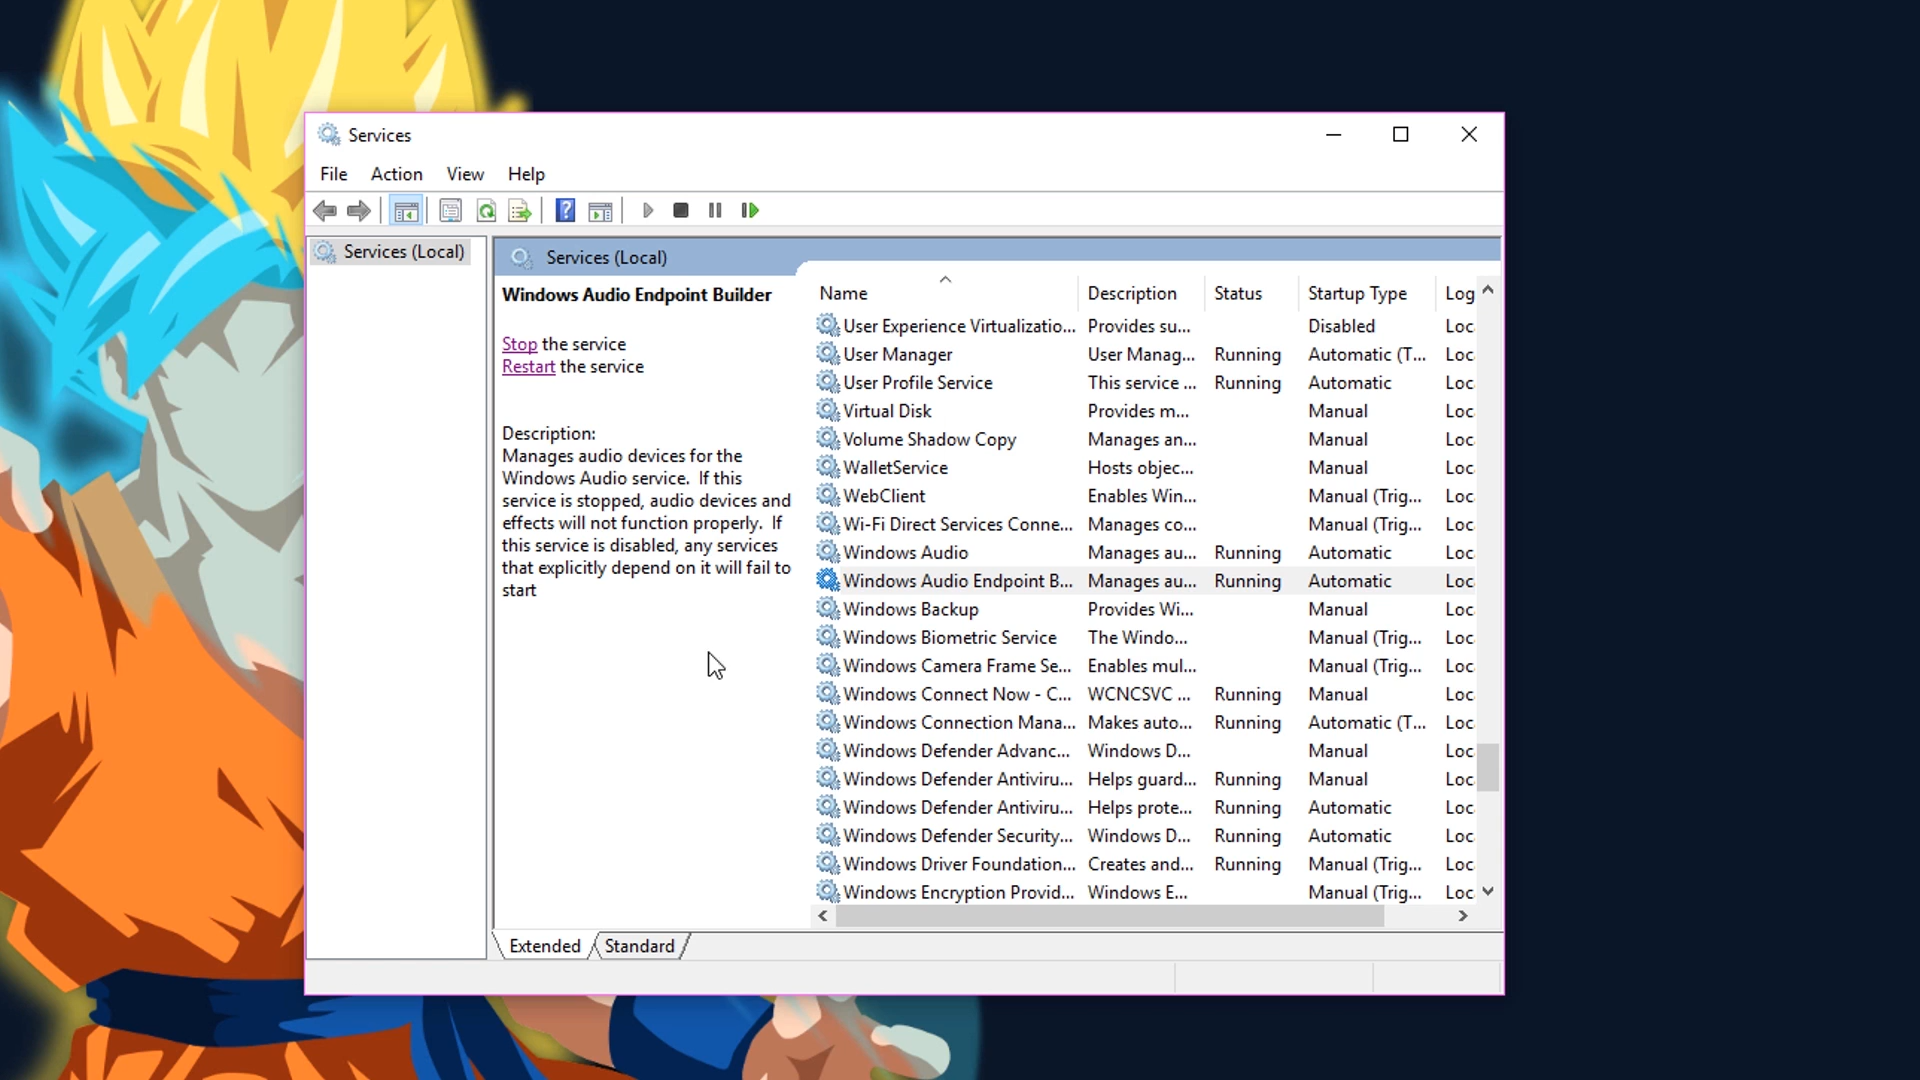 Services
File Action View Help
Services (Local)
Services (Local)
Windows Audio Endpoint Builder
Stop the service
Restart the service
Description:
Manages audio devices for the
Windows Audio service. If this
service is stopped, audio devices and
effects will not function properly. If
this service is disabled, any services
that explicitly depend on it will fail to
start
Name Description Status Startup Type Log
User Experience Virtualizatio... Provides su... Disabled Loc
User Manager User Manag... Running Automatic (T... Loc
User Profile Service This service ... Running Automatic Loc
Virtual Disk Provides m... Manual Loc
Volume Shadow Copy Manages an... Manual Loc
WalletService Hosts objec... Manual Loc
WebClient Enables Win... Manual (Trig... Loc
Wi-Fi Direct Services Conne... Manages co... Manual (Trig... Loc
Windows Audio Manages au... Running Automatic Loc
Windows Audio Endpoint B... Manages au... Running Automatic Loc
Windows Backup Provides Wi... Manual Loc
Windows Biometric Service The Windo... Manual (Trig... Loc
Windows Camera Frame Se... Enables mul... Manual (Trig... Loc
Windows Connect Now - C... WCNCSVC ... Running Manual Loc
Windows Connection Mana... Makes auto... Running Automatic (T... Loc
Windows Defender Advanc... Windows D... Manual Loc
Windows Defender Antiviru... Helps guard... Running Manual Loc
Windows Defender Antiviru... Helps prote... Running Automatic Loc
Windows Defender Security... Windows D... Running Automatic Loc
Windows Driver Foundation... Creates and... Running Manual (Trig... Loc
Windows Encryption Provid... Windows E... Manual (Trig... Loc
Extended Standard